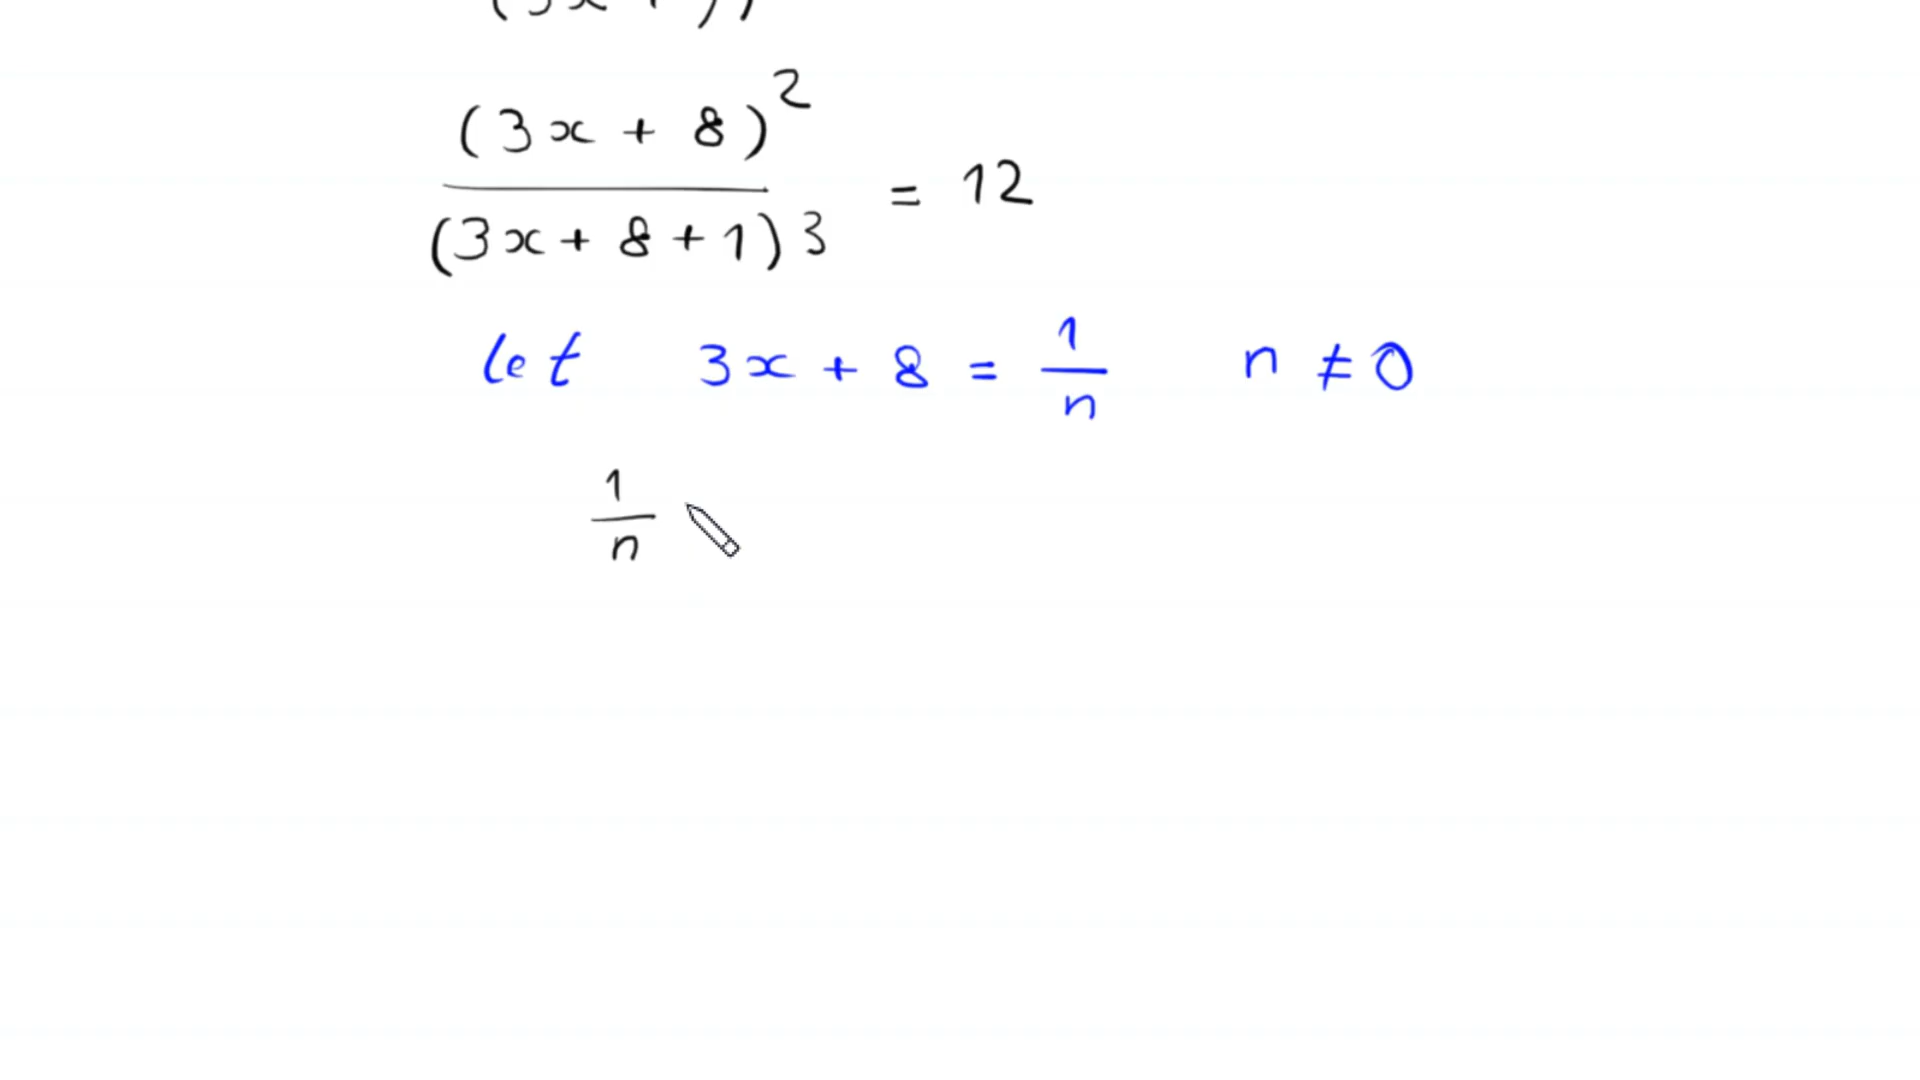 (3x + 8)²
(3x + 8 + 1)³ = 12
let 3x + 8 = 1/n n ≠ 0
1/n